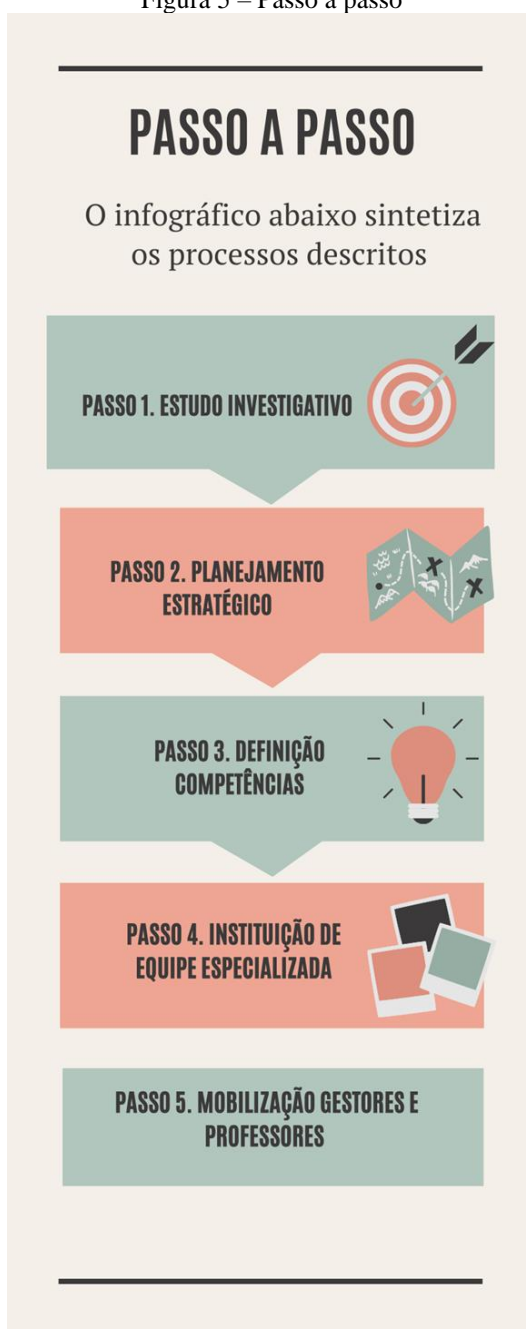 Figura 5 – Passo a passo
PASSO A PASSO
O infográfico abaixo sintetiza
os processos descritos
PASSO 1. ESTUDO INVESTIGATIVO
PASSO 2. PLANEJAMENTO
ESTRATÉGICO
PASSO 3. DEFINIÇÃO
COMPETÊNCIAS
PASSO 4. INSTITUIÇÃO DE
EQUIPE ESPECIALIZADA
PASSO 5. MOBILIZAÇÃO GESTORES E
PROFESSORES